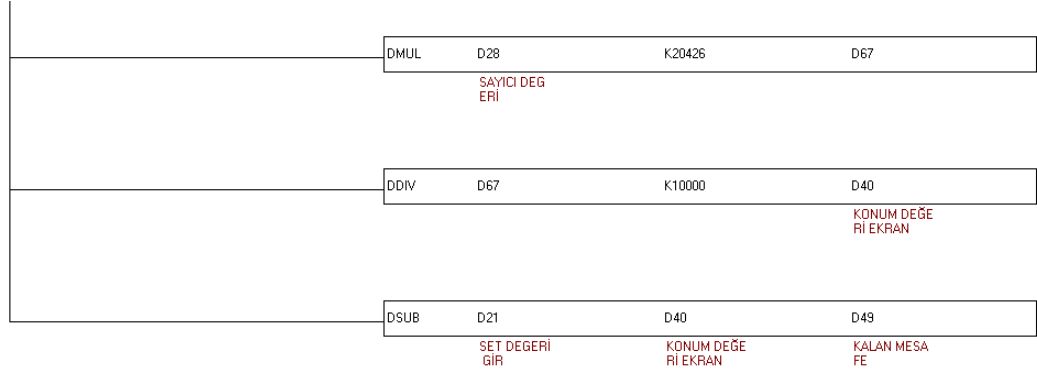 DMUL D28 K20426 D67
SAYICI DEG
ERİ
DDIV D67 K10000 D40
KONUM DEĞE
Rİ EKRAN
DSUB D21 D40 D49
SET DEGERİ KONUM DEĞE KALAN MESA
GİR Rİ EKRAN FE